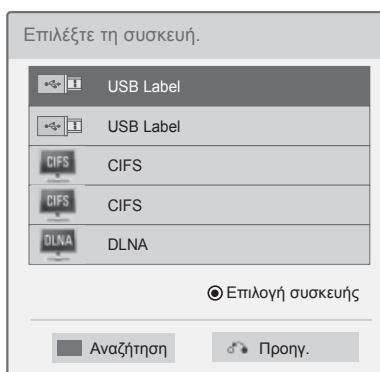 Επιλέξτε τη συσκευή.
USB Label
USB Label
CIFS CIFS
CIFS CIFS
DLNA DLNA
Επιλογή συσκευής
Αναζήτηση Προηγ.